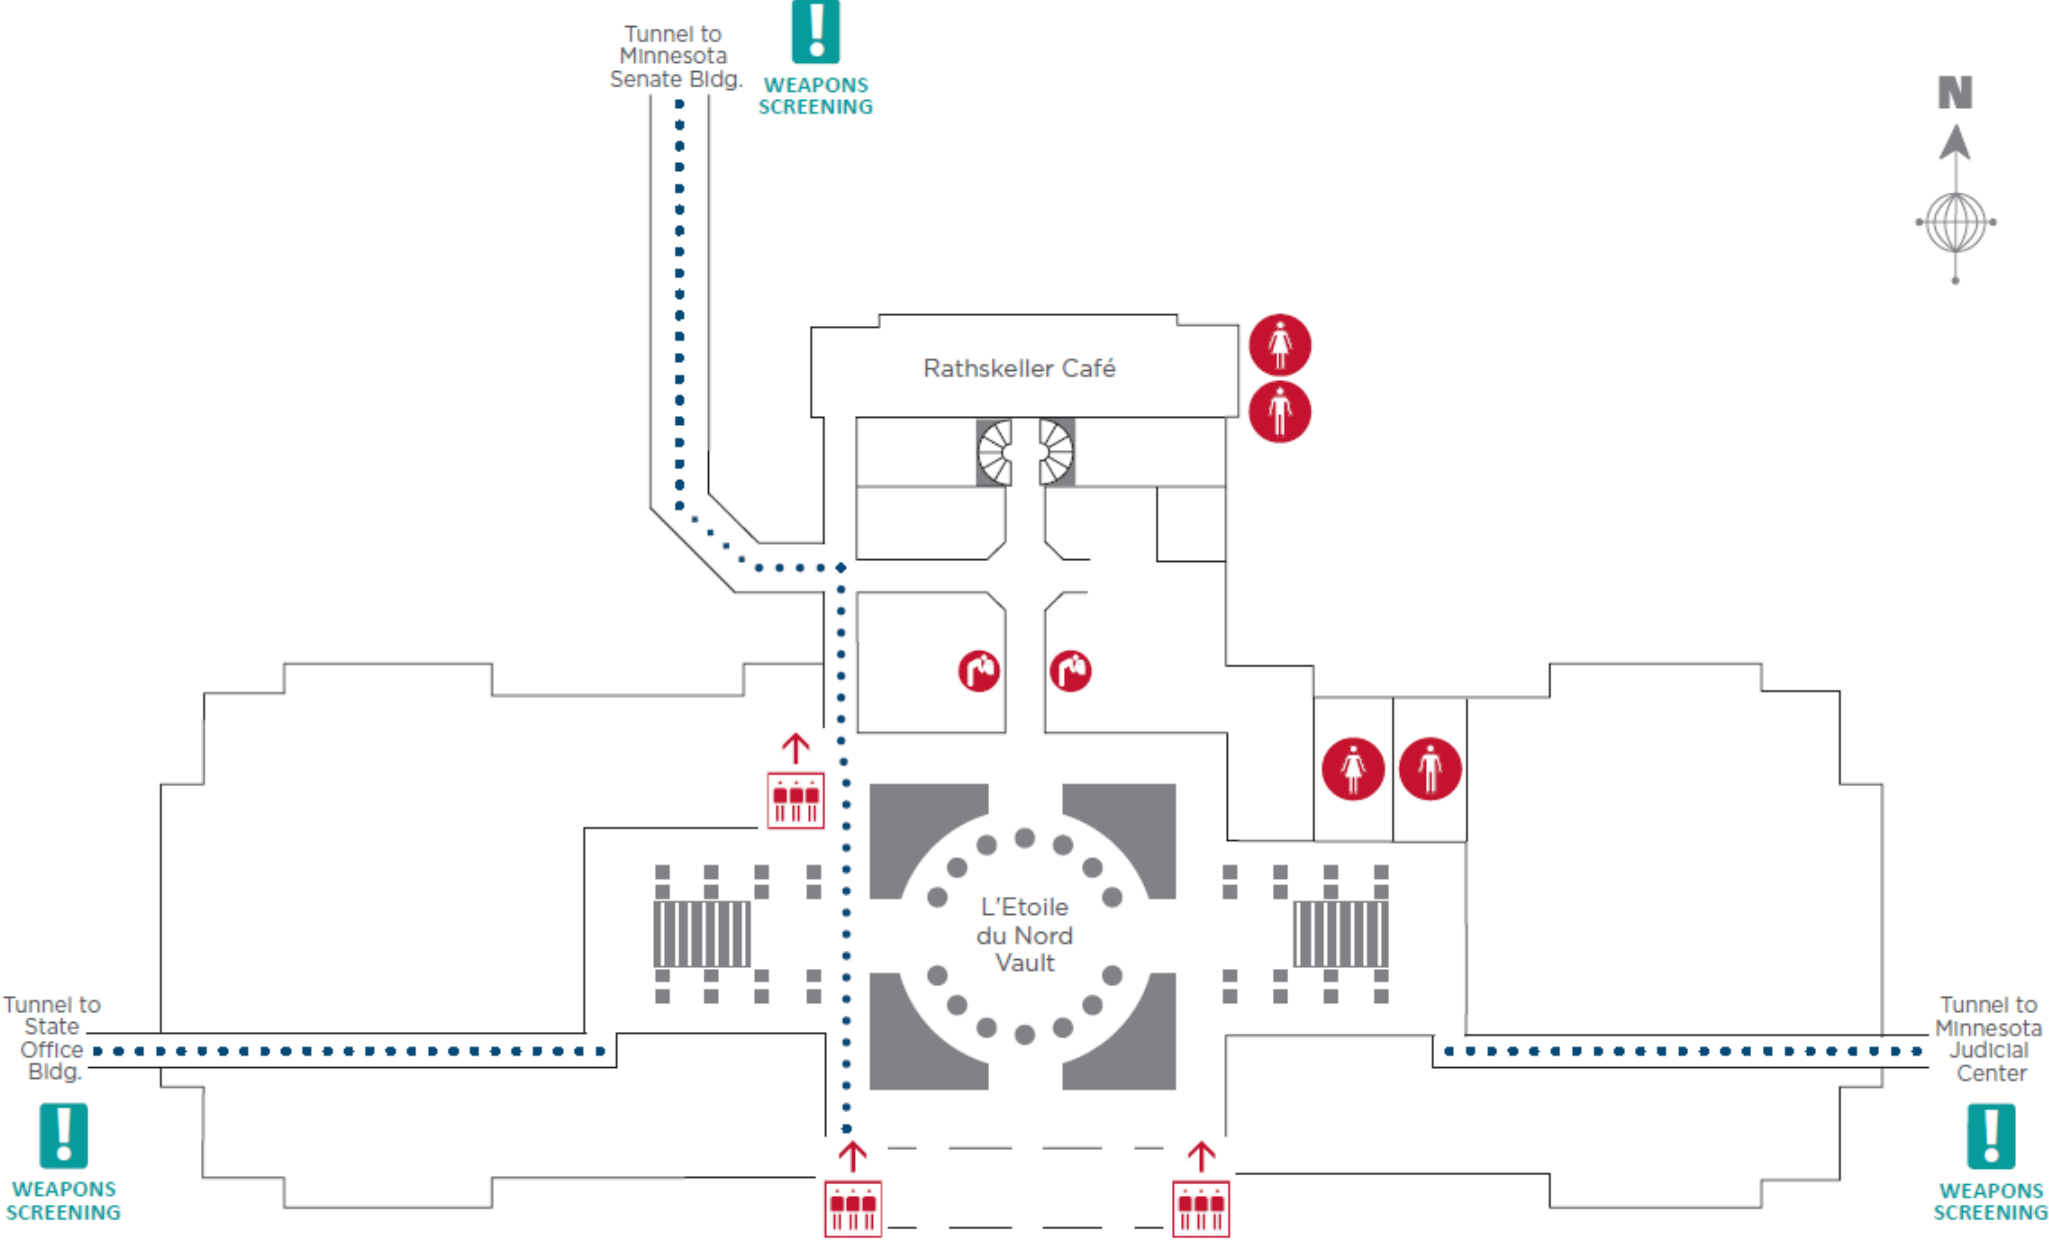 Tunnel to
Minnesota
Senate Bldg.
WEAPONS
SCREENING
N
Rathskeller Café
L'Etoile
du Nord
Vault
Tunnel to
State
Office
Bldg.
WEAPONS
SCREENING
Tunnel to
Minnesota
Judicial
Center
WEAPONS
SCREENING